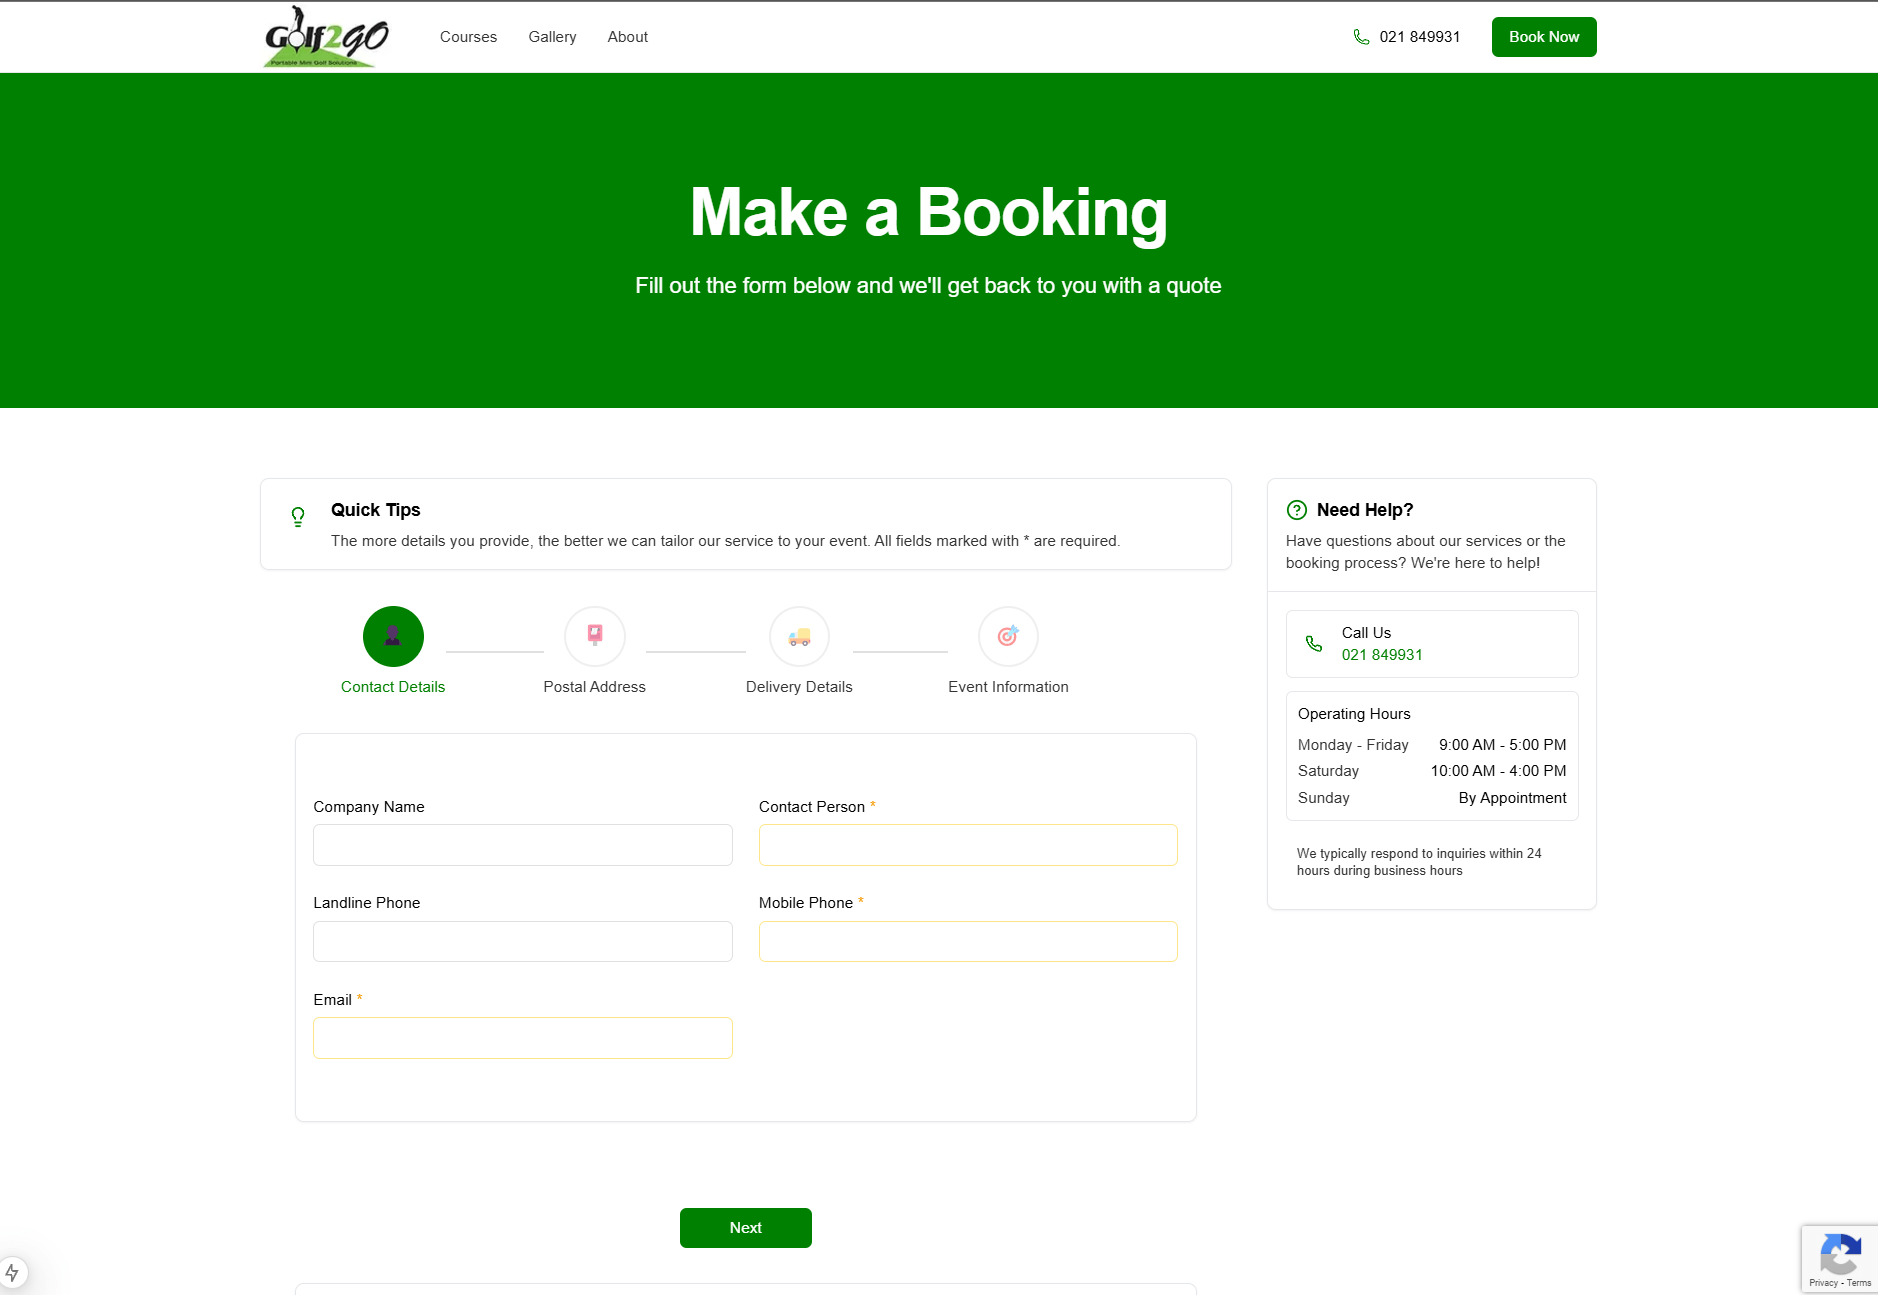 Golf2GO
Portable Mini Golf Solutions
Courses
Gallery
About
021 849931
Book Now
Make a Booking
Fill out the form below and we'll get back to you with a quote
Quick Tips
The more details you provide, the better we can tailor our service to your event. All fields marked with * are required.
Contact Details
Postal Address
Delivery Details
Event Information
Company Name
Contact Person *
Landline Phone
Mobile Phone *
Email *
Next
Need Help?
Have questions about our services or the
booking process? We're here to help!
Call Us
021 849931
Operating Hours
Monday - Friday 9:00 AM - 5:00 PM
Saturday 10:00 AM - 4:00 PM
Sunday By Appointment
We typically respond to inquiries within 24
hours during business hours
Privacy - Terms